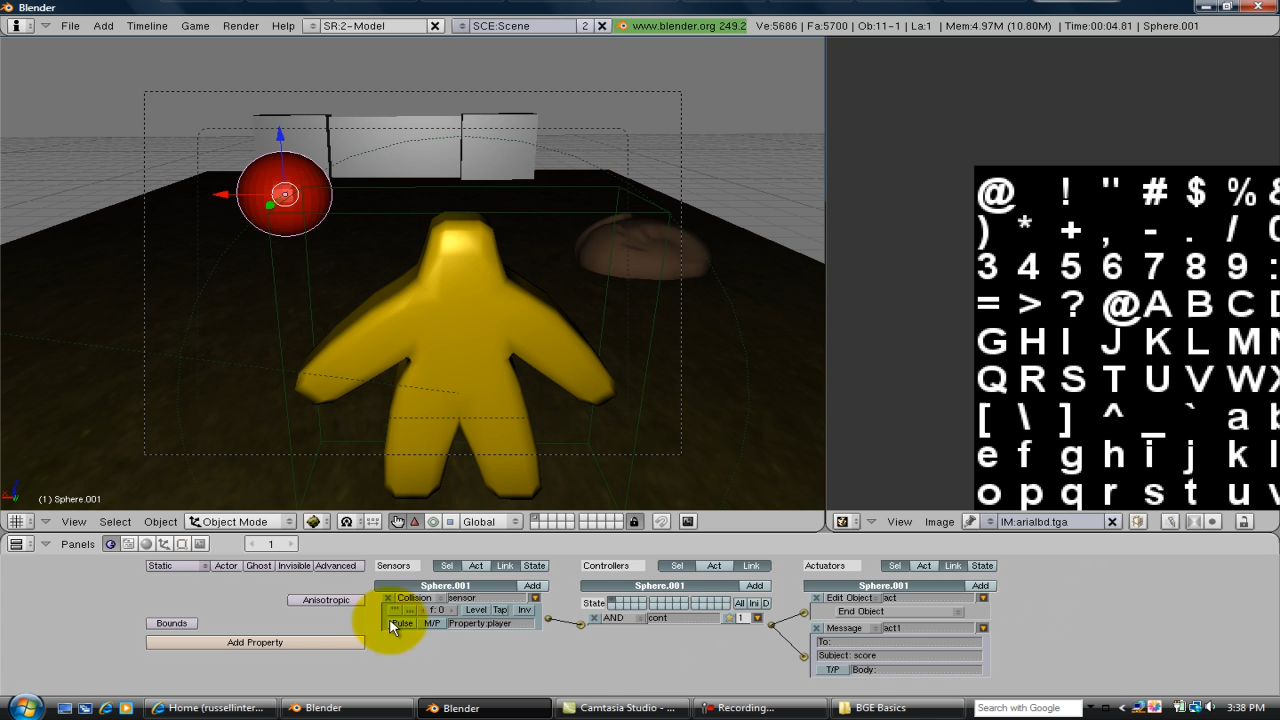 Blender
File Add Timeline Game Render Help SR:2-Model SCE:Scene 2 www.blender.org 249.2 Ve:5686 | Fa:5700 | Ob:11-1 | La:1 | Mem:4.97M (10.80M) | Time:00:04.81 | Sphere.001
@ ! " # $ %
) * + , - . /
3 4 5 6 7 8 9 :
= > ? @ A B C
G H I J K L M
Q R S T U V W
[ \ ] ^ _ ` a
e f g h i j k
o p q r s t u
(1) Sphere.001
View Select Object Object Mode Global View Image IM:arialbd.tga
Panels 1
Static Actor Ghost Invisible Advanced Sensors Sel Act Link State Controllers Sel Act Link Actuators Sel Act Link State
Sphere.001 Add Sphere.001 Add Sphere.001 Add
Anisotropic Collision sensor State All Ini D Edit Object act
f: 0 Level Tap Inv End Object
Bounds Pulse M/P Property:player AND cont 1 Message act1
Add Property To:
Subject: score
T/P Body:
Home (russellinter... Blender Blender Camtasia Studio - ... Recording... BGE Basics Search with Google 3:38 PM